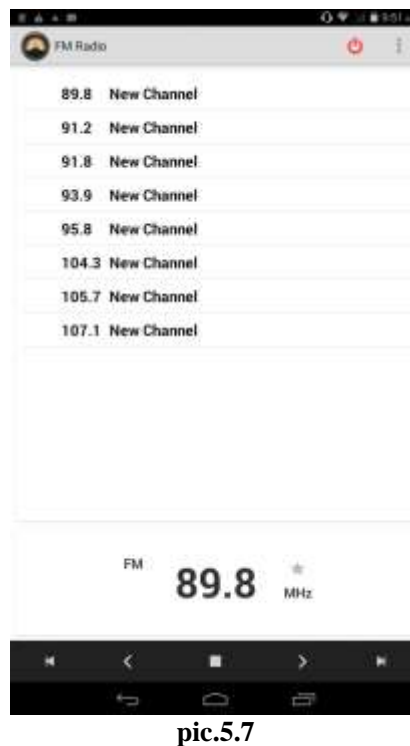 9:51
FM Radio
89.8 New Channel
91.2 New Channel
91.8 New Channel
93.9 New Channel
95.8 New Channel
104.3 New Channel
105.7 New Channel
107.1 New Channel
FM 89.8 MHz
pic.5.7